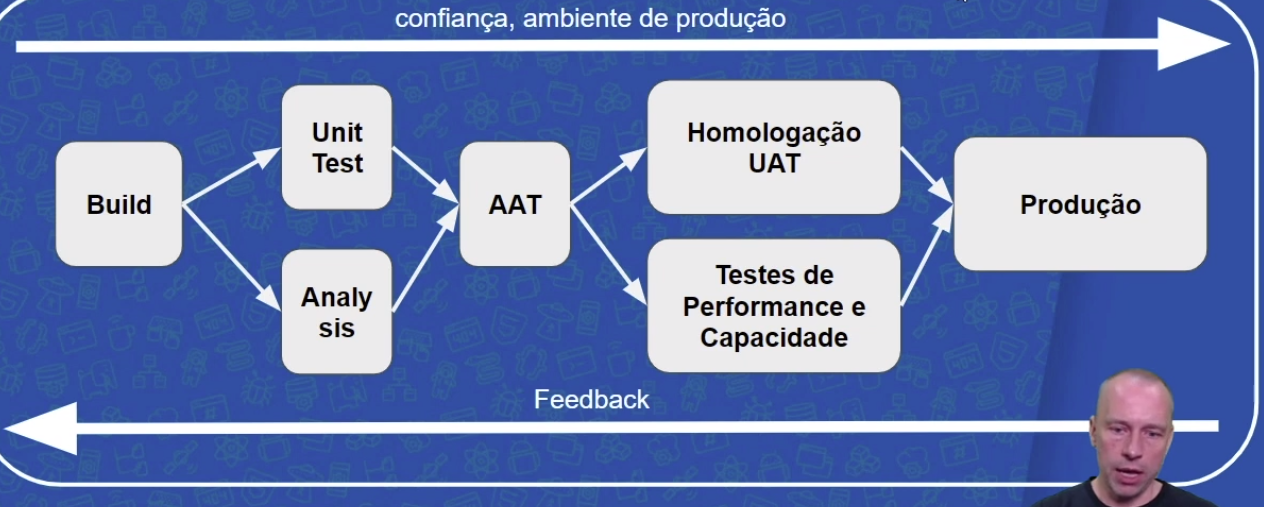 confiança, ambiente de produção
Build
Unit
Test
Analy
sis
AAT
Homologação
UAT
Testes de
Performance e
Capacidade
Produção
Feedback